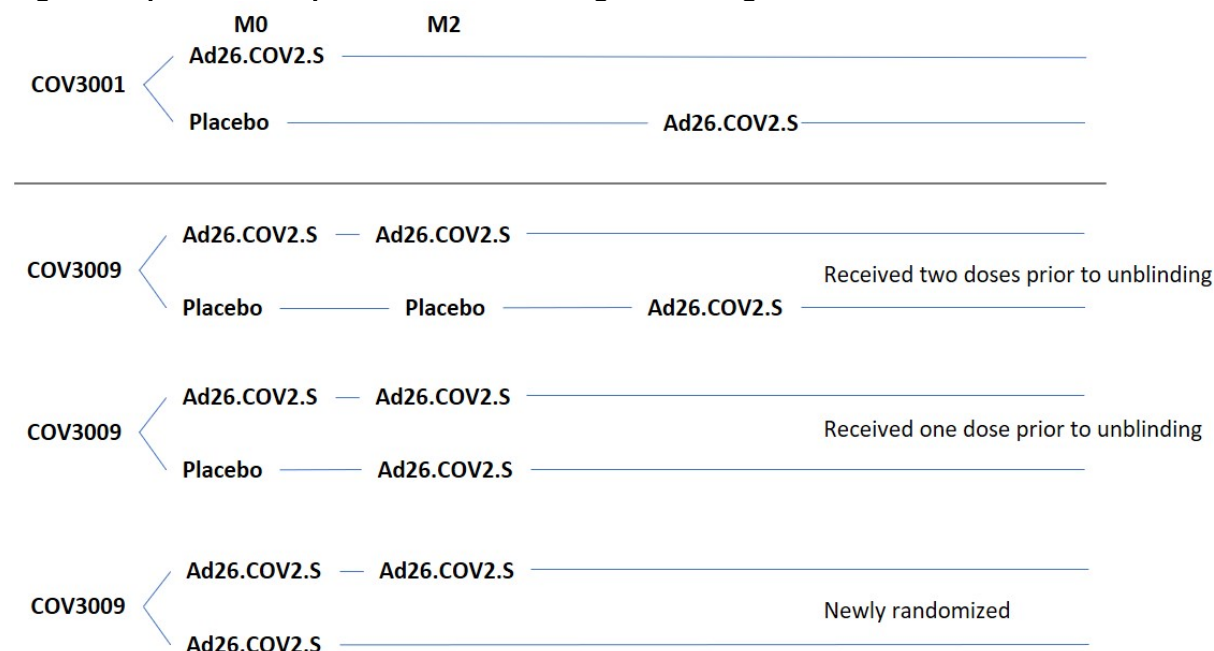 M0 M2
Ad26.COV2.S
COV3001
Placebo Ad26.COV2.S
Ad26.COV2.S Ad26.COV2.S
COV3009
Received two doses prior to unblinding
Placebo Placebo Ad26.COV2.S
Ad26.COV2.S Ad26.COV2.S
COV3009
Received one dose prior to unblinding
Placebo Ad26.COV2.S
Ad26.COV2.S Ad26.COV2.S
COV3009
Newly randomized
Ad26.COV2.S